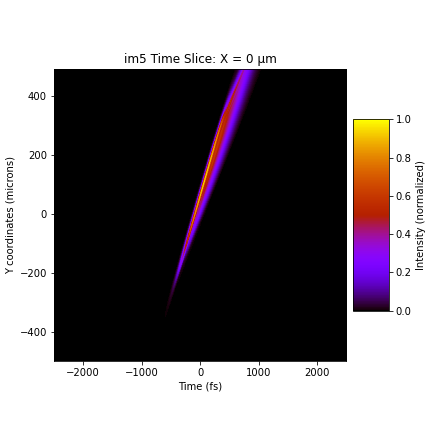 im5 Time Slice: X = 0 μm
400
200
0
−200
−400
Y coordinates (microns)
−2000 −1000 0 1000 2000
Time (fs)
1.0
0.8
0.6
0.4
0.2
0.0
Intensity (normalized)